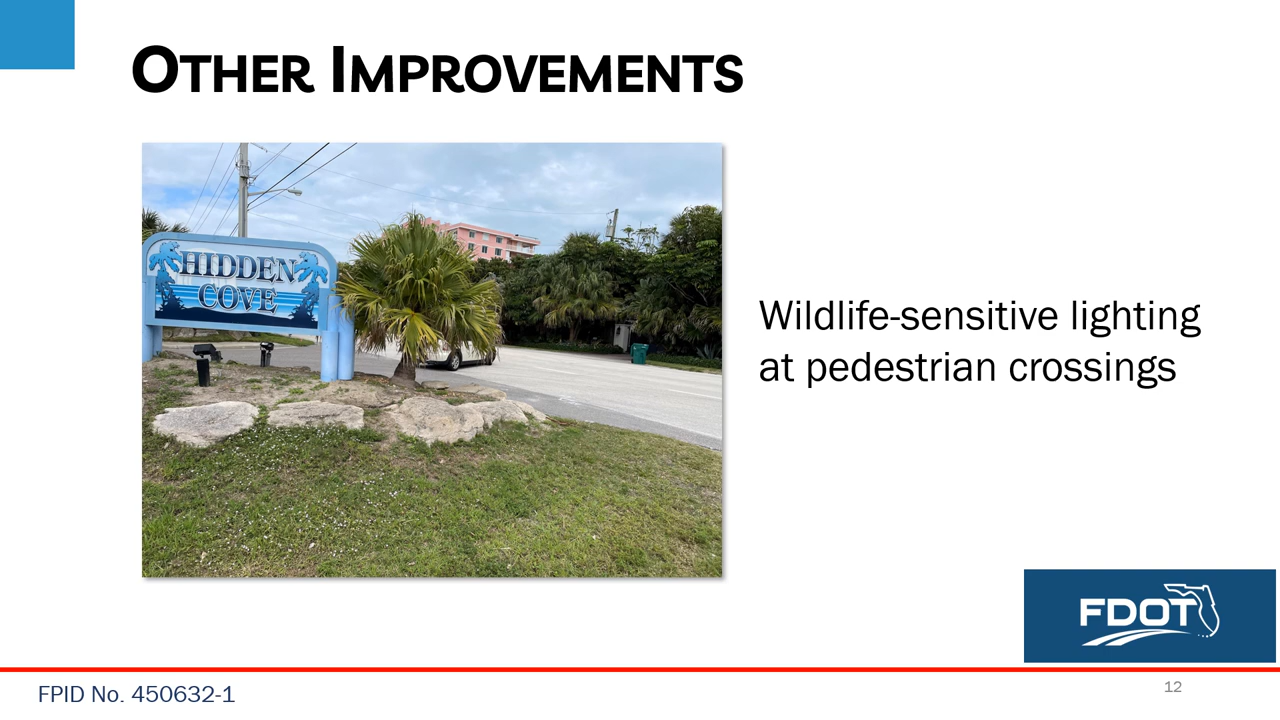 OTHER IMPROVEMENTS
HIDDEN
COVE
Wildlife-sensitive lighting
at pedestrian crossings
FDOT
FPID No. 450632-1
12